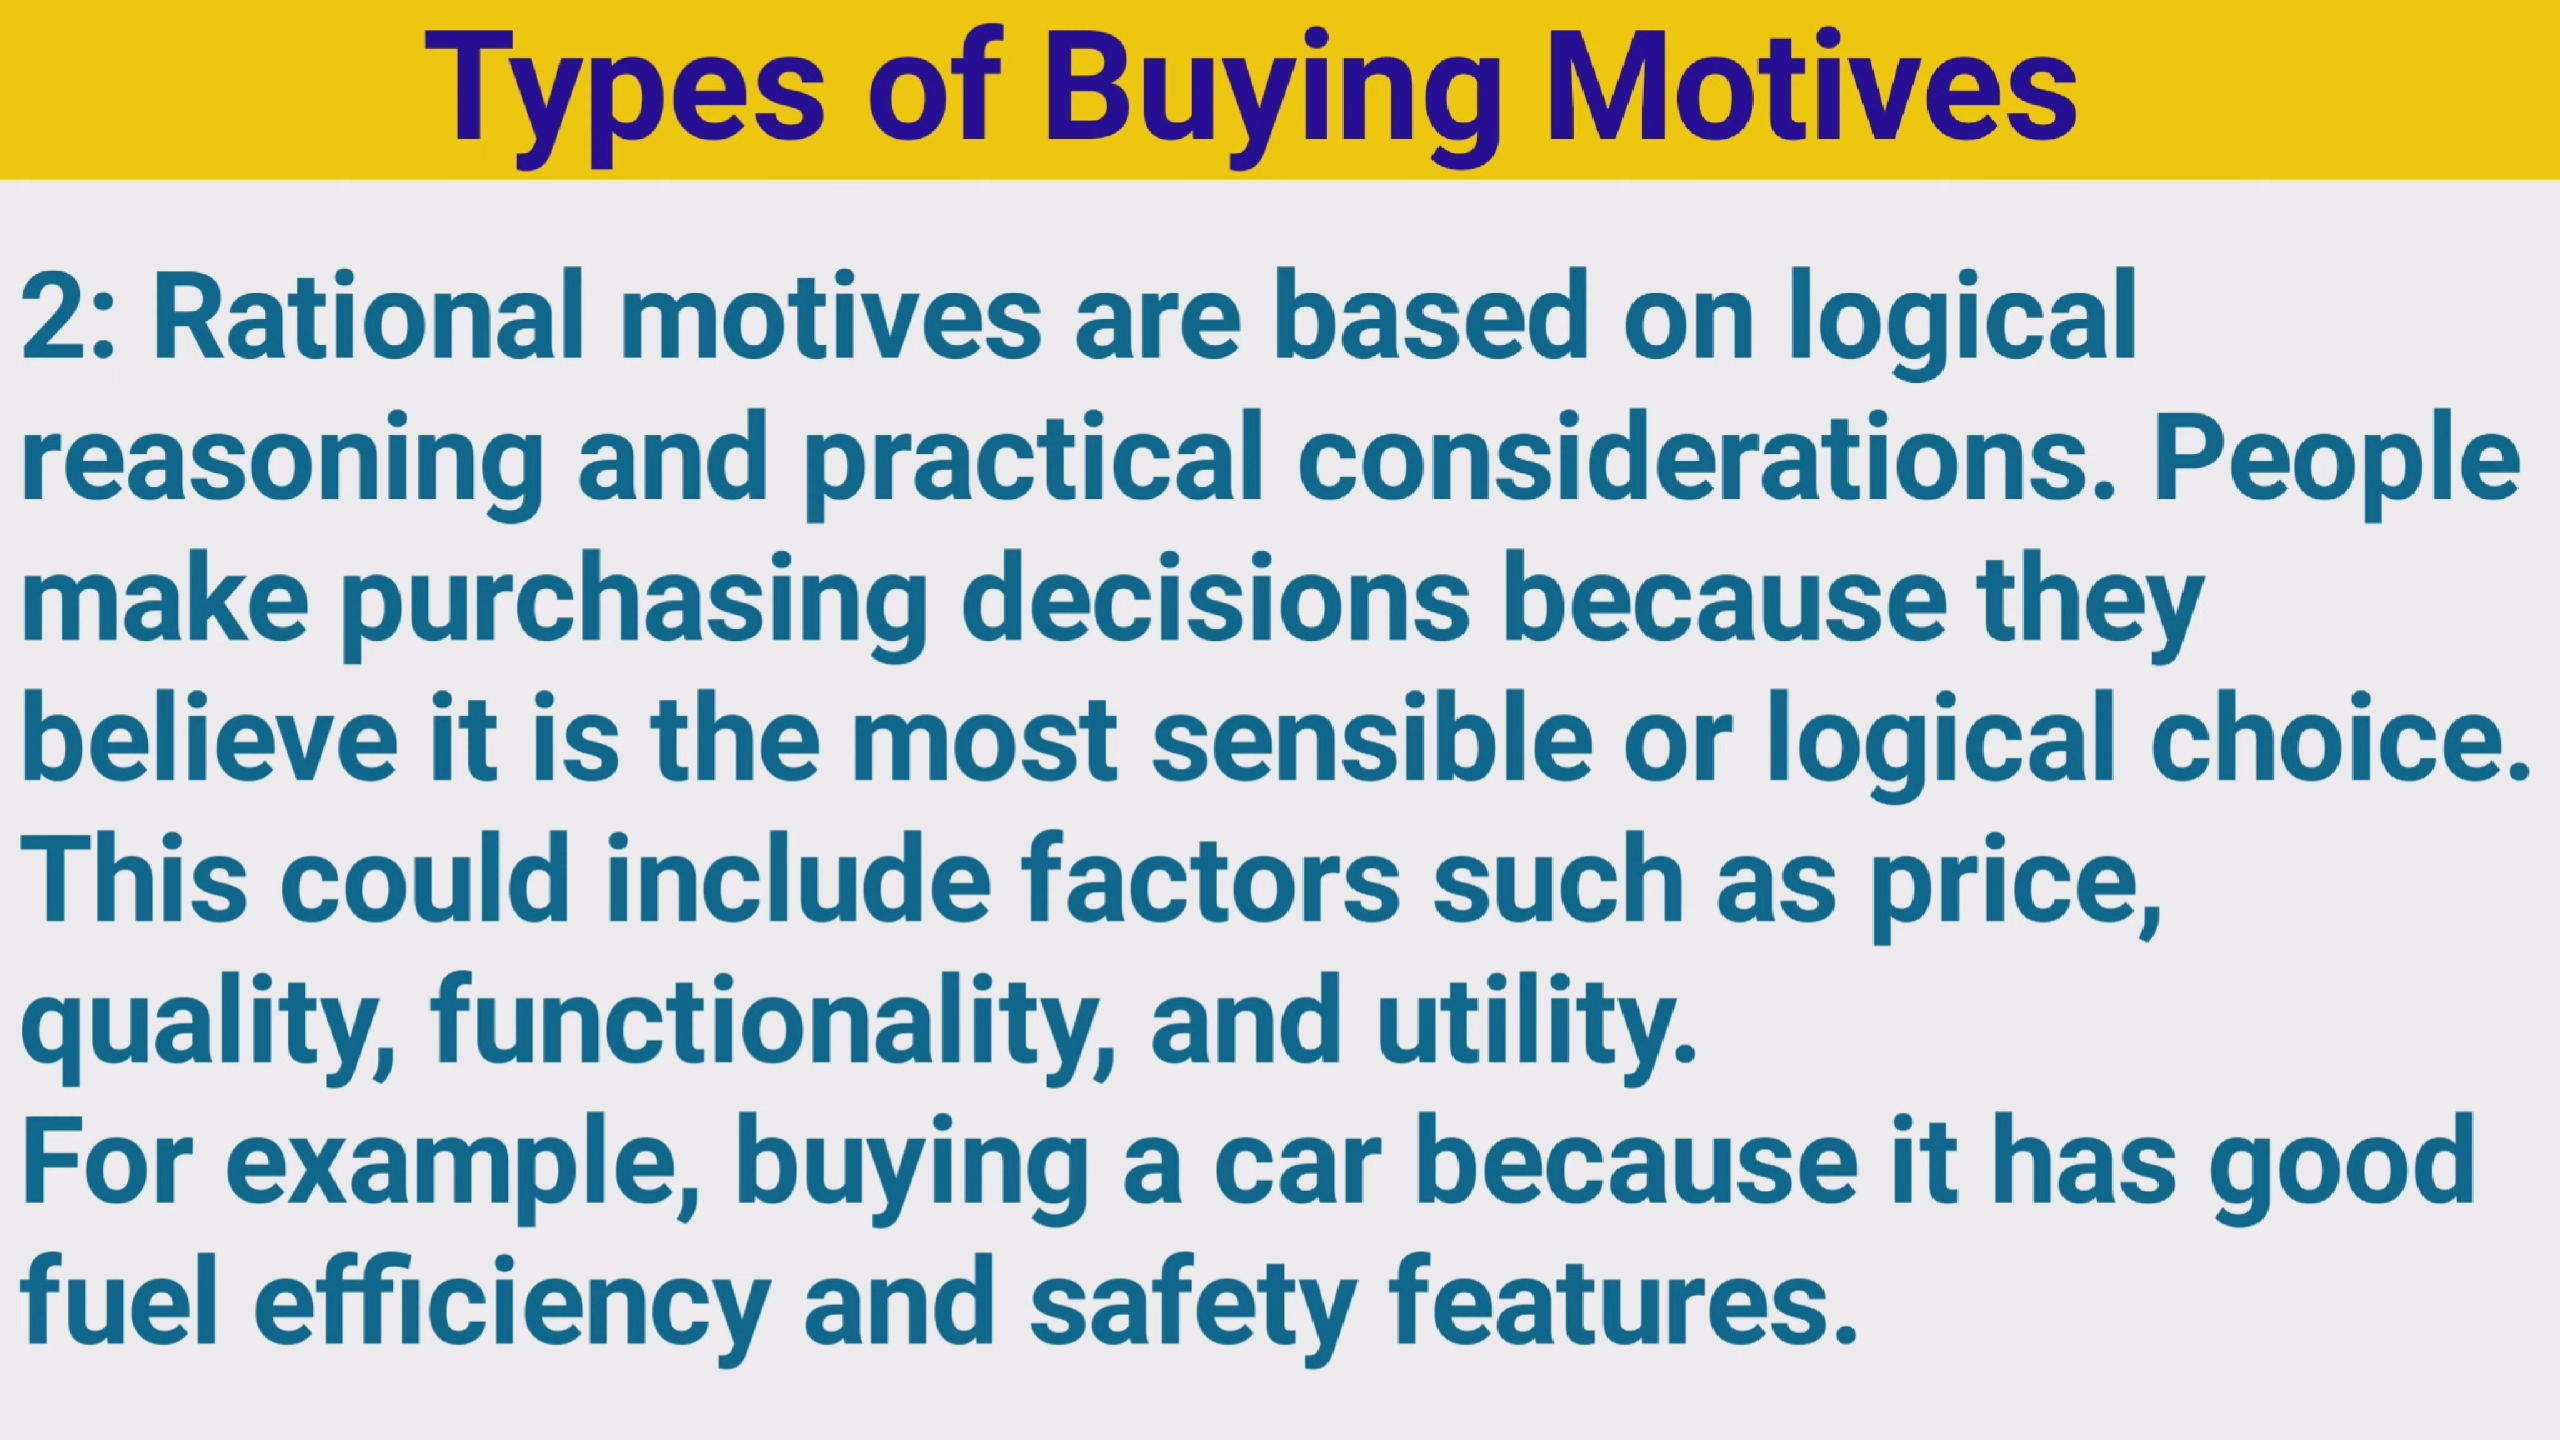 Types of Buying Motives
2: Rational motives are based on logical
reasoning and practical considerations. People
make purchasing decisions because they
believe it is the most sensible or logical choice.
This could include factors such as price,
quality, functionality, and utility.
For example, buying a car because it has good
fuel efficiency and safety features.